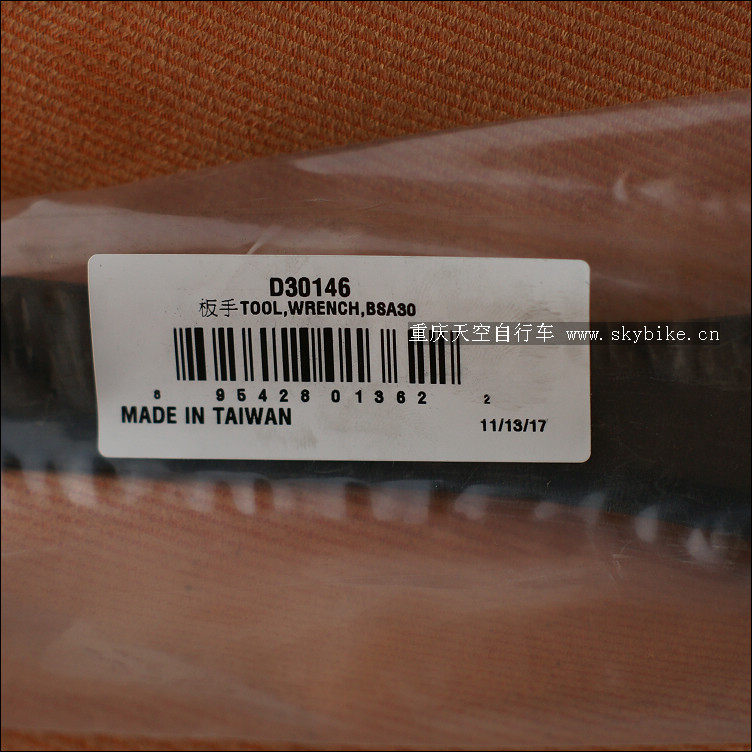 D30146
板手TOOL,WRENCH,BSA30
重庆天空自行车 www.skybike.cn
8 95428 01362 2
MADE IN TAIWAN
11/13/17